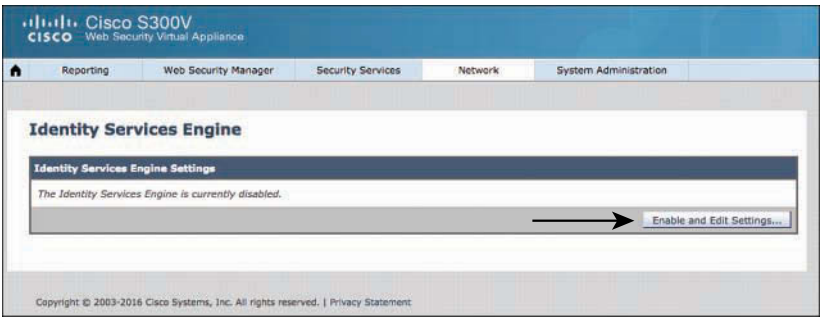 Cisco S300V
CISCO Web Security Virtual Appliance
Reporting Web Security Manager Security Services Network System Administration
Identity Services Engine
Identity Services Engine Settings
The Identity Services Engine is currently disabled.
Enable and Edit Settings...
Copyright © 2003-2016 Cisco Systems, Inc. All rights reserved. | Privacy Statement